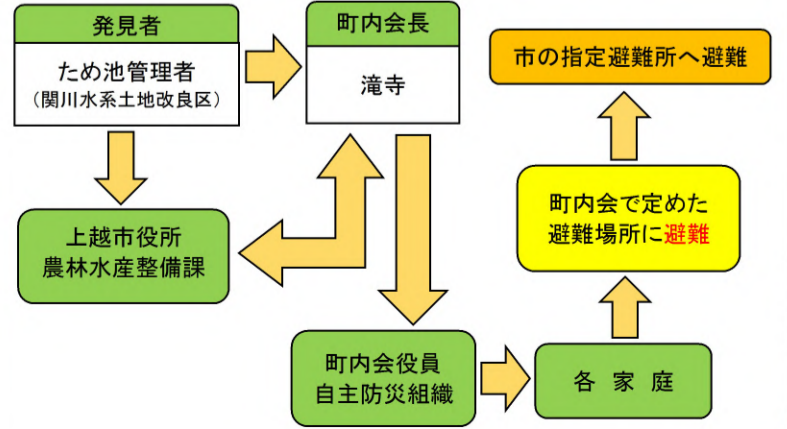 発見者
ため池管理者
（関川水系土地改良区）
町内会長
滝寺
上越市役所
農林水産整備課
町内会役員
自主防災組織
各 家 庭
町内会で定めた
避難場所に避難
市の指定避難所へ避難